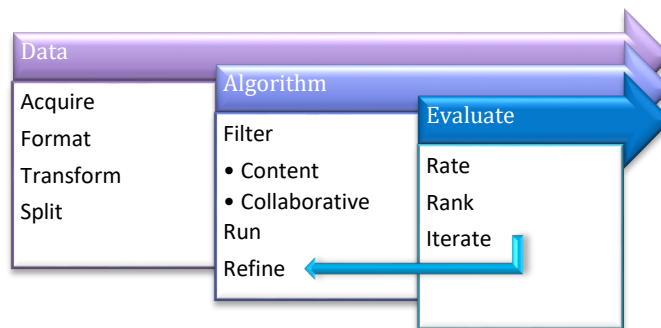 Data
Acquire
Format
Transform
Split
Algorithm
Filter
• Content
• Collaborative
Run
Refine
Evaluate
Rate
Rank
Iterate